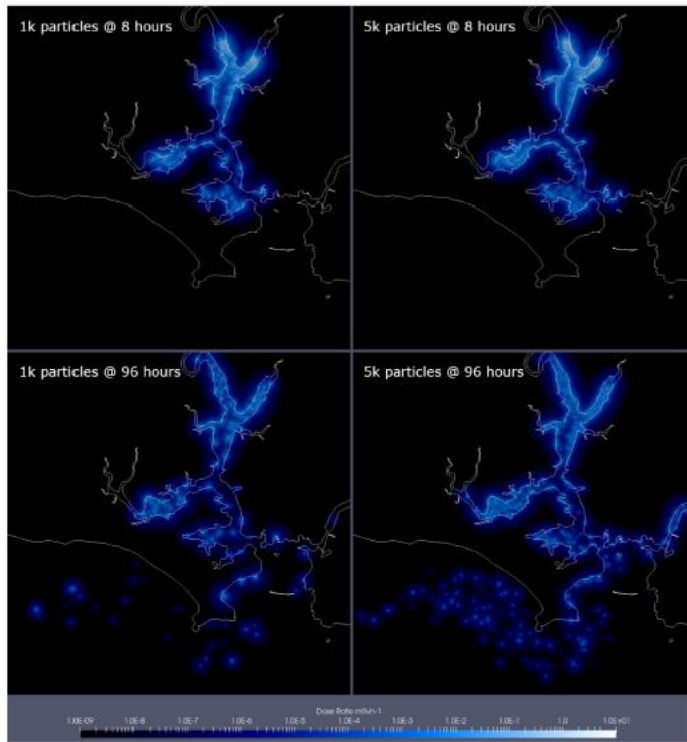 1k particles @ 8 hours
5k particles @ 8 hours
1k particles @ 96 hours
5k particles @ 96 hours
Dose Rate mSvh-1
1.00E-09 1.0E-8 1.0E-7 1.0E-6 1.0E-5 1.0E-4 1.0E-3 1.0E-2 1.0E-1 1.0 1.0E+01